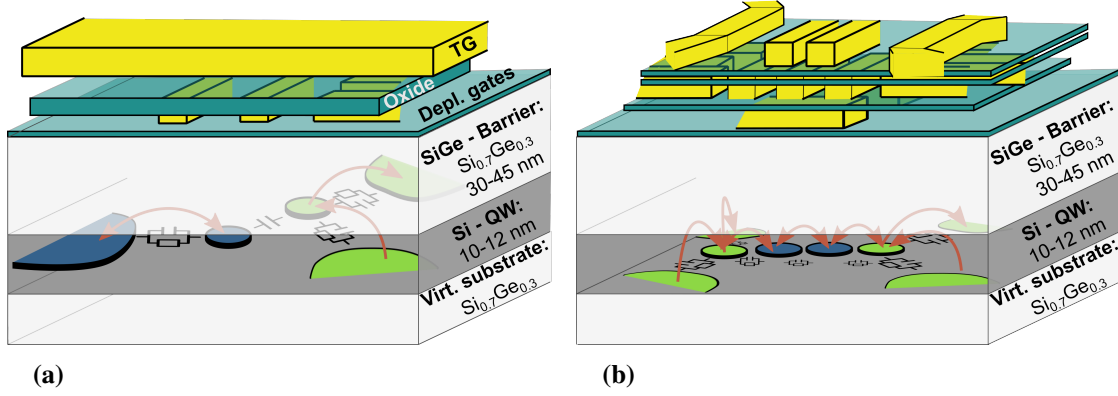 TG
Oxide
Depl. gates
SiGe - Barrier:
Si0.7Ge0.3
30-45 nm
Si - QW:
10-12 nm
Virt. substrate:
Si0.7Ge0.3
(a)
SiGe - Barrier:
Si0.7Ge0.3
30-45 nm
Si - QW:
10-12 nm
Virt. substrate:
Si0.7Ge0.3
(b)